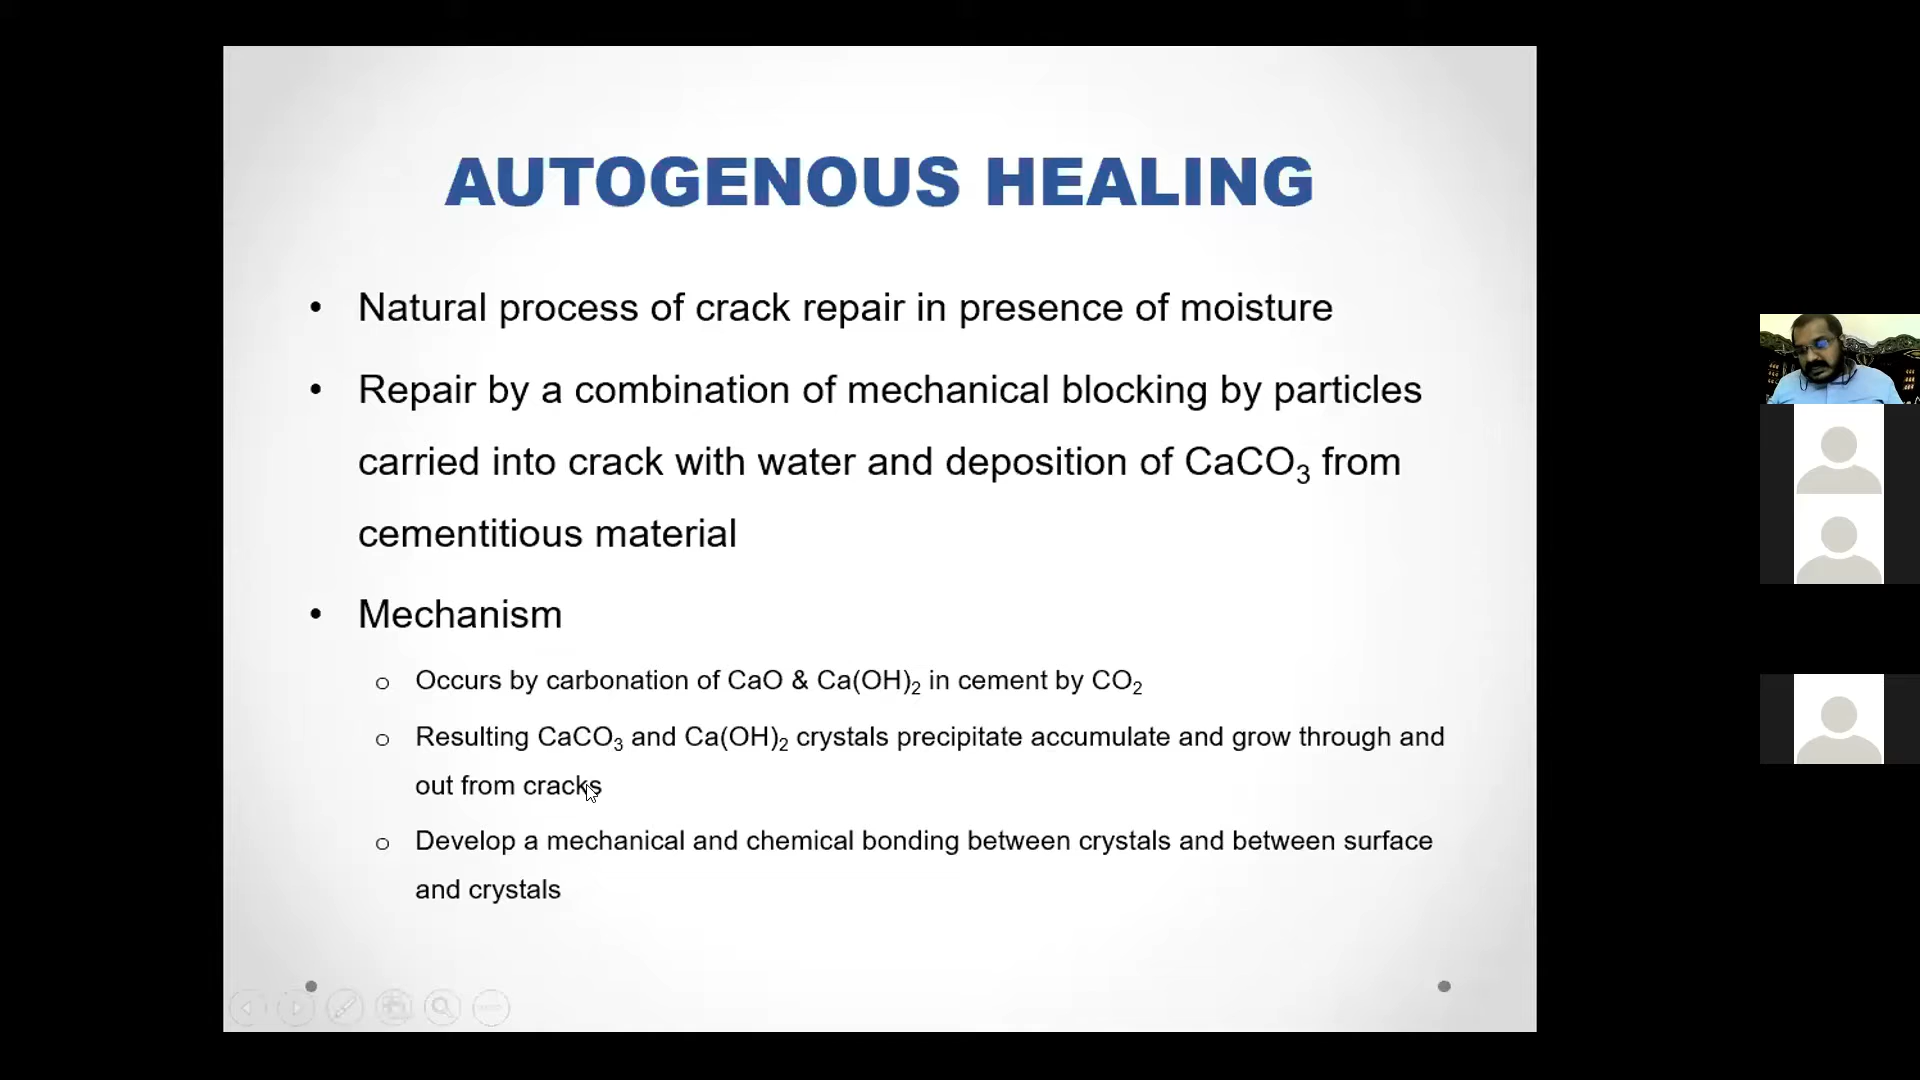 AUTOGENOUS HEALING
• Natural process of crack repair in presence of moisture
• Repair by a combination of mechanical blocking by particles
carried into crack with water and deposition of CaCO₃ from
cementitious material
• Mechanism
o Occurs by carbonation of CaO & Ca(OH)₂ in cement by CO₂
o Resulting CaCO₃ and Ca(OH)₂ crystals precipitate accumulate and grow through and
out from cracks
o Develop a mechanical and chemical bonding between crystals and between surface
and crystals